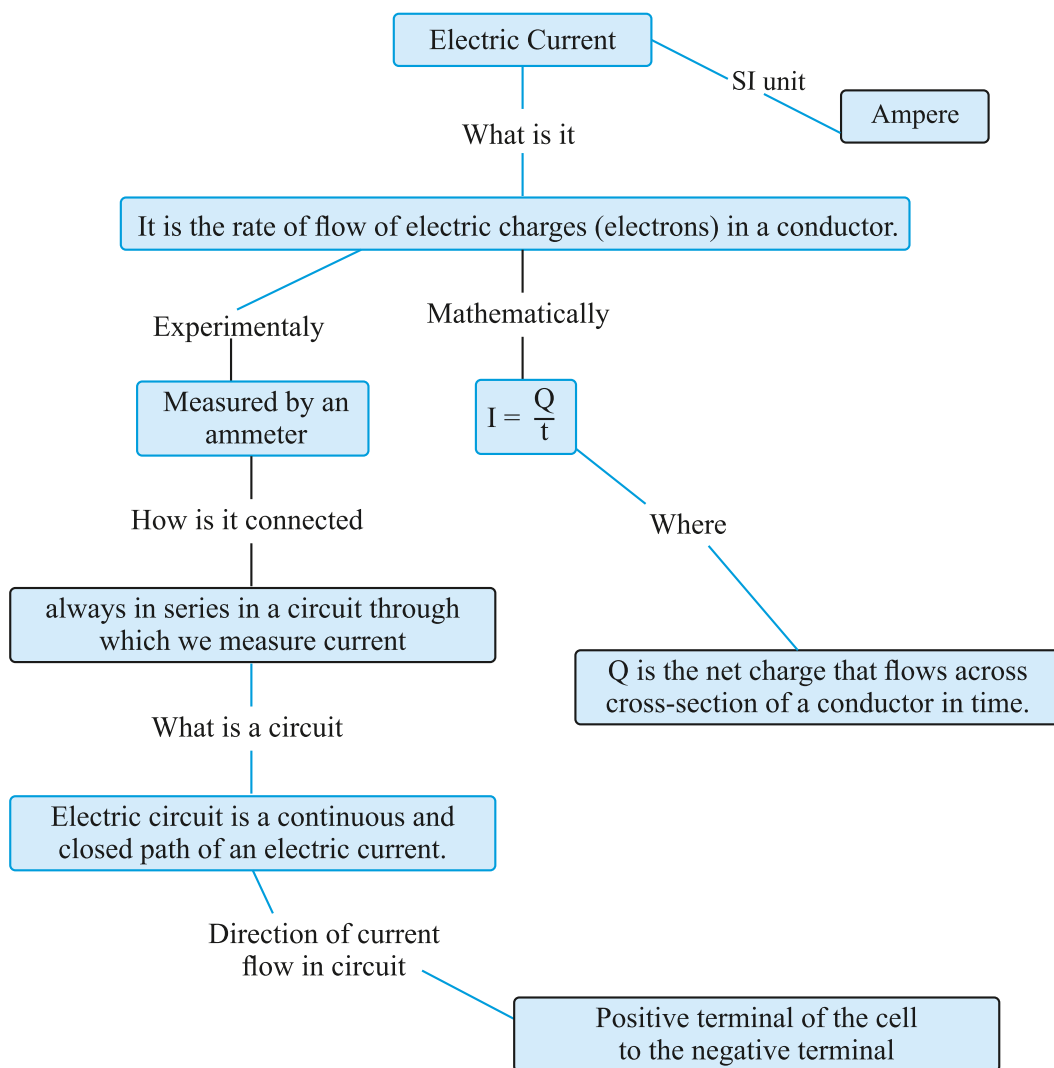 Electric Current
SI unit
Ampere
What is it
It is the rate of flow of electric charges (electrons) in a conductor.
Experimentaly
Mathematically
Measured by an
ammeter
I = Q/t
How is it connected
Where
always in series in a circuit through
which we measure current
Q is the net charge that flows across
cross-section of a conductor in time.
What is a circuit
Electric circuit is a continuous and
closed path of an electric current.
Direction of current
flow in circuit
Positive terminal of the cell
to the negative terminal